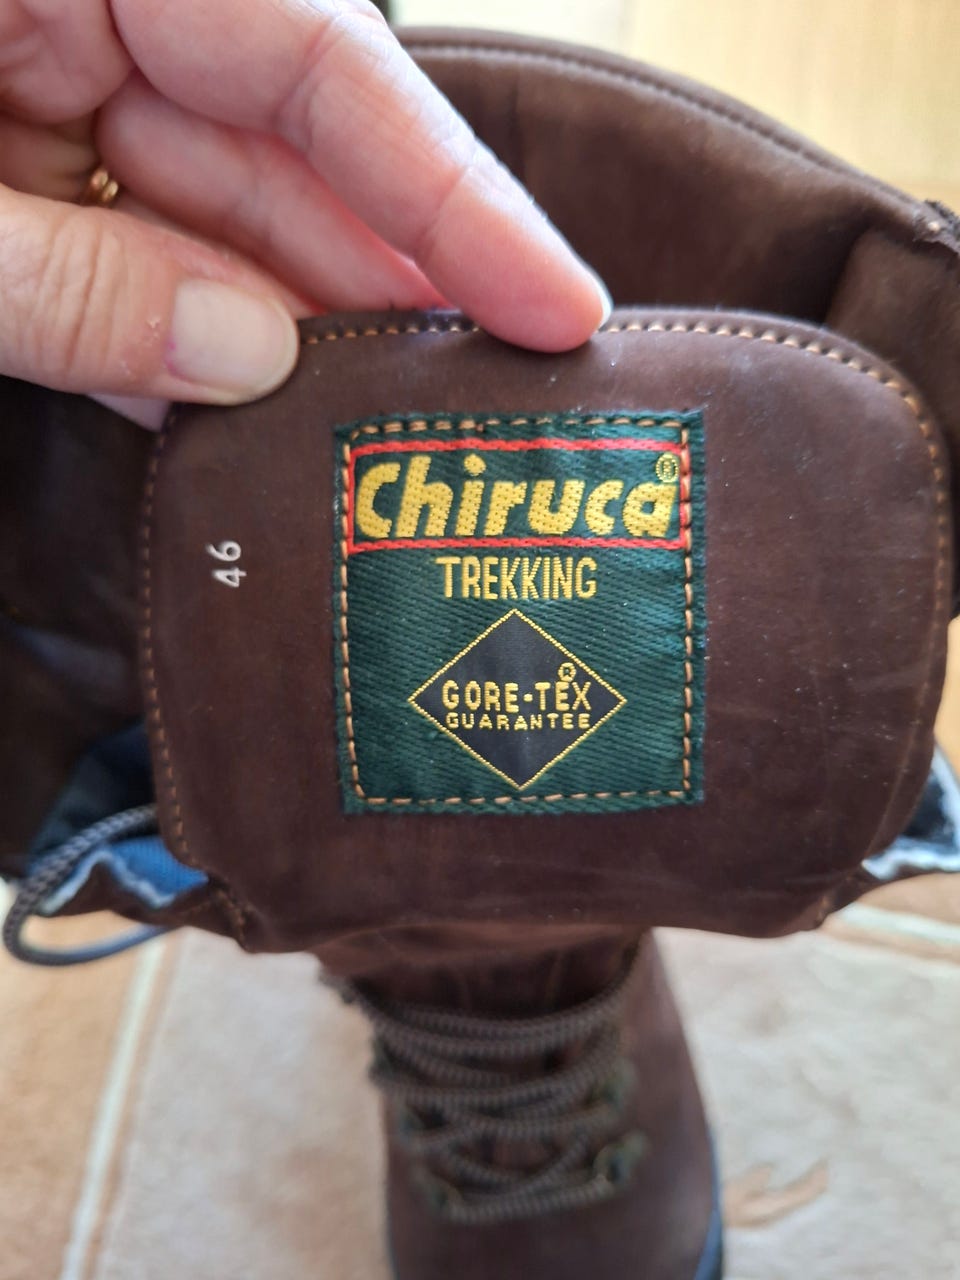 Chiruca®
TREKKING
GORE-TEX®
GUARANTEE
46